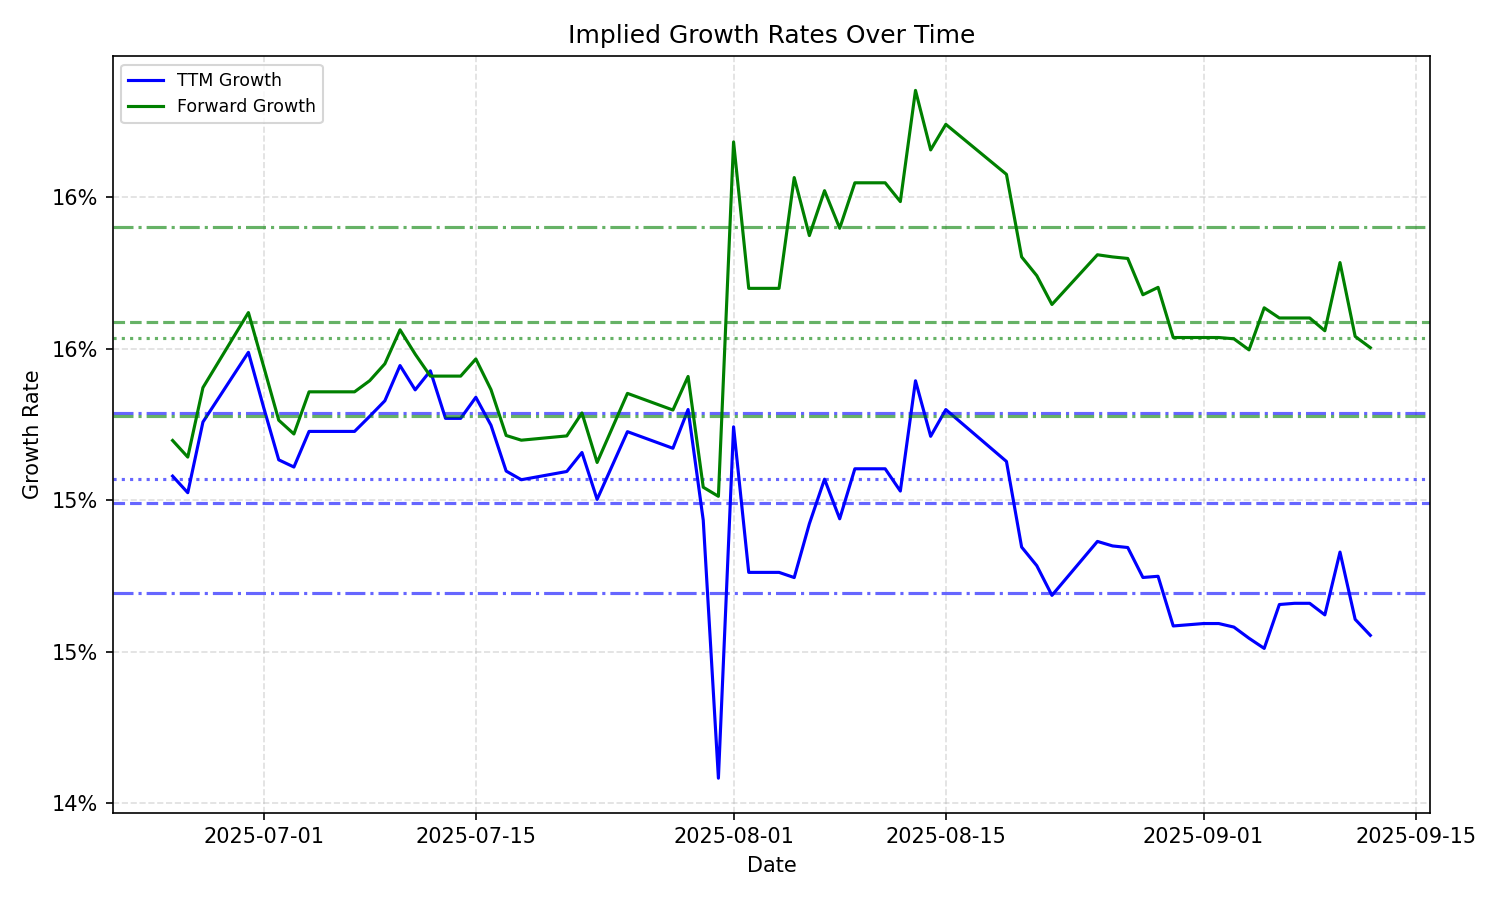 Implied Growth Rates Over Time
TTM Growth
Forward Growth
16%
16%
15%
15%
14%
Growth Rate
2025-07-01
2025-07-15
2025-08-01
2025-08-15
2025-09-01
2025-09-15
Date